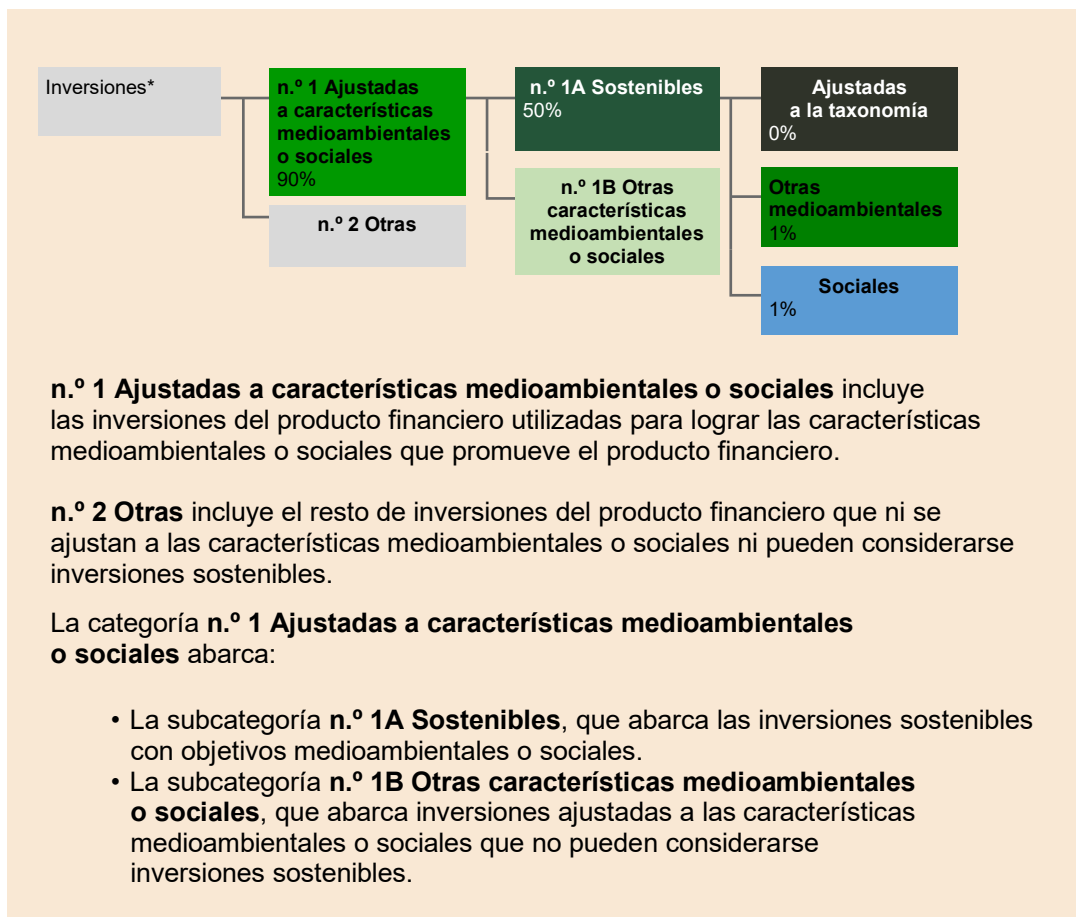 Inversiones*
n.º 1 Ajustadas
a características
medioambientales
o sociales
90%
n.º 2 Otras
n.º 1A Sostenibles
50%
n.º 1B Otras
características
medioambientales
o sociales
Ajustadas
a la taxonomía
0%
Otras
medioambientales
1%
Sociales
1%
n.º 1 Ajustadas a características medioambientales o sociales incluye
las inversiones del producto financiero utilizadas para lograr las características
medioambientales o sociales que promueve el producto financiero.
n.º 2 Otras incluye el resto de inversiones del producto financiero que ni se
ajustan a las características medioambientales o sociales ni pueden considerarse
inversiones sostenibles.
La categoría n.º 1 Ajustadas a características medioambientales
o sociales abarca:
• La subcategoría n.º 1A Sostenibles, que abarca las inversiones sostenibles
con objetivos medioambientales o sociales.
• La subcategoría n.º 1B Otras características medioambientales
o sociales, que abarca inversiones ajustadas a las características
medioambientales o sociales que no pueden considerarse
inversiones sostenibles.